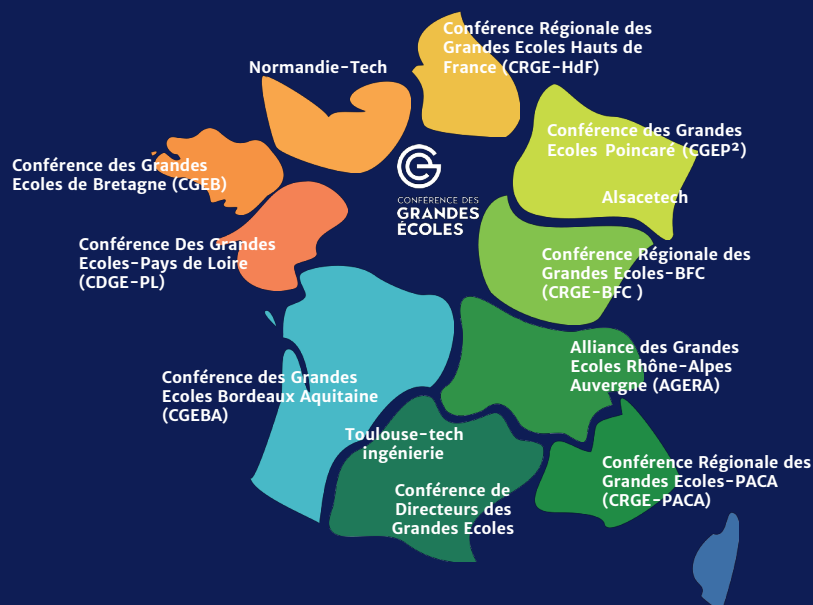 Conférence Régionale des
Grandes Ecoles Hauts de
France (CRGE-HdF)
Normandie-Tech
Conférence des Grandes
Ecoles Poincaré (CGEP²)
Alsacetech
Conférence des Grandes
Ecoles de Bretagne (CGEB)
CONFERENCE DES
GRANDES
ÉCOLES
Conférence Des Grandes
Ecoles-Pays de Loire
(CDGE-PL)
Conférence Régionale des
Grandes Ecoles-BFC
(CRGE-BFC )
Alliance des Grandes
Ecoles Rhône-Alpes
Auvergne (AGERA)
Conférence des Grandes
Ecoles Bordeaux Aquitaine
(CGEBA)
Toulouse-tech
ingénierie
Conférence de
Directeurs des
Grandes Ecoles
Conférence Régionale des
Grandes Ecoles-PACA
(CRGE-PACA)